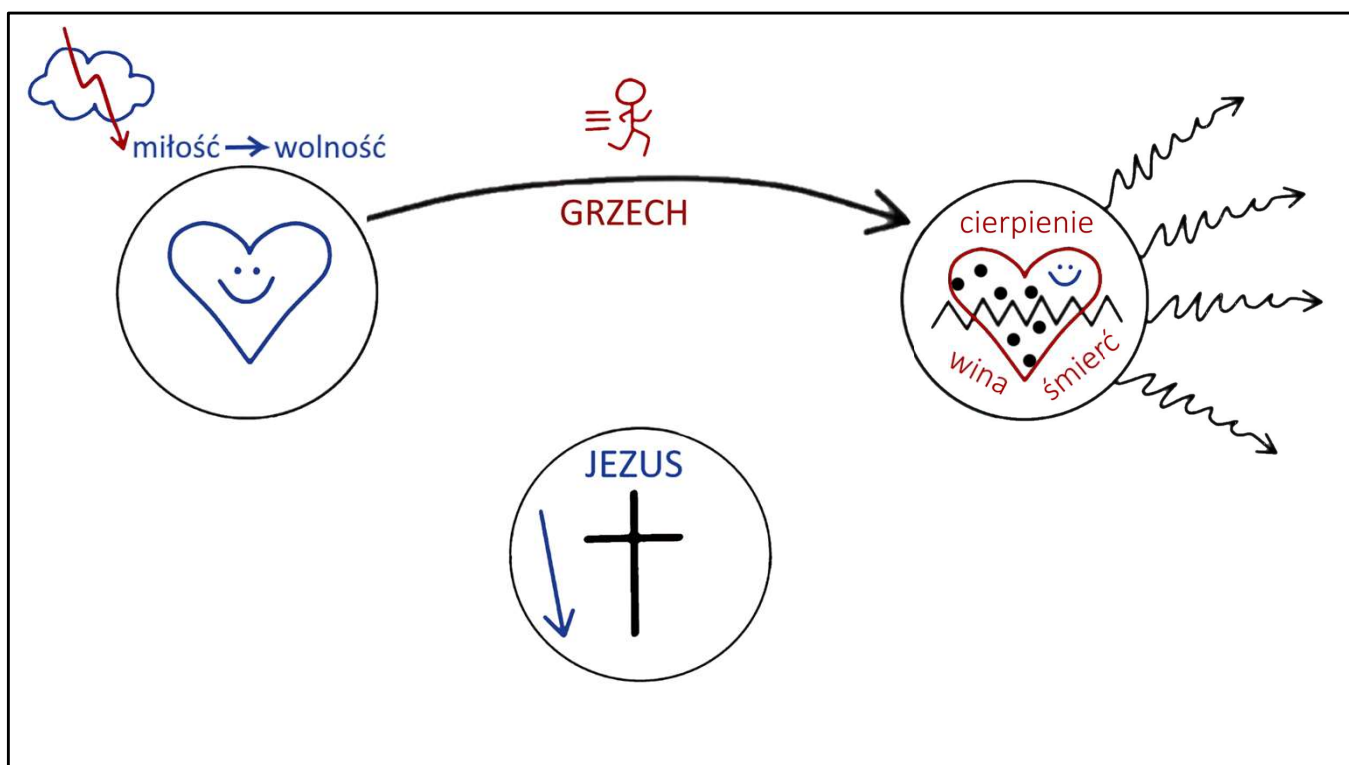 miłość → wolność
GRZECH
cierpienie
wina
śmierć
JEZUS